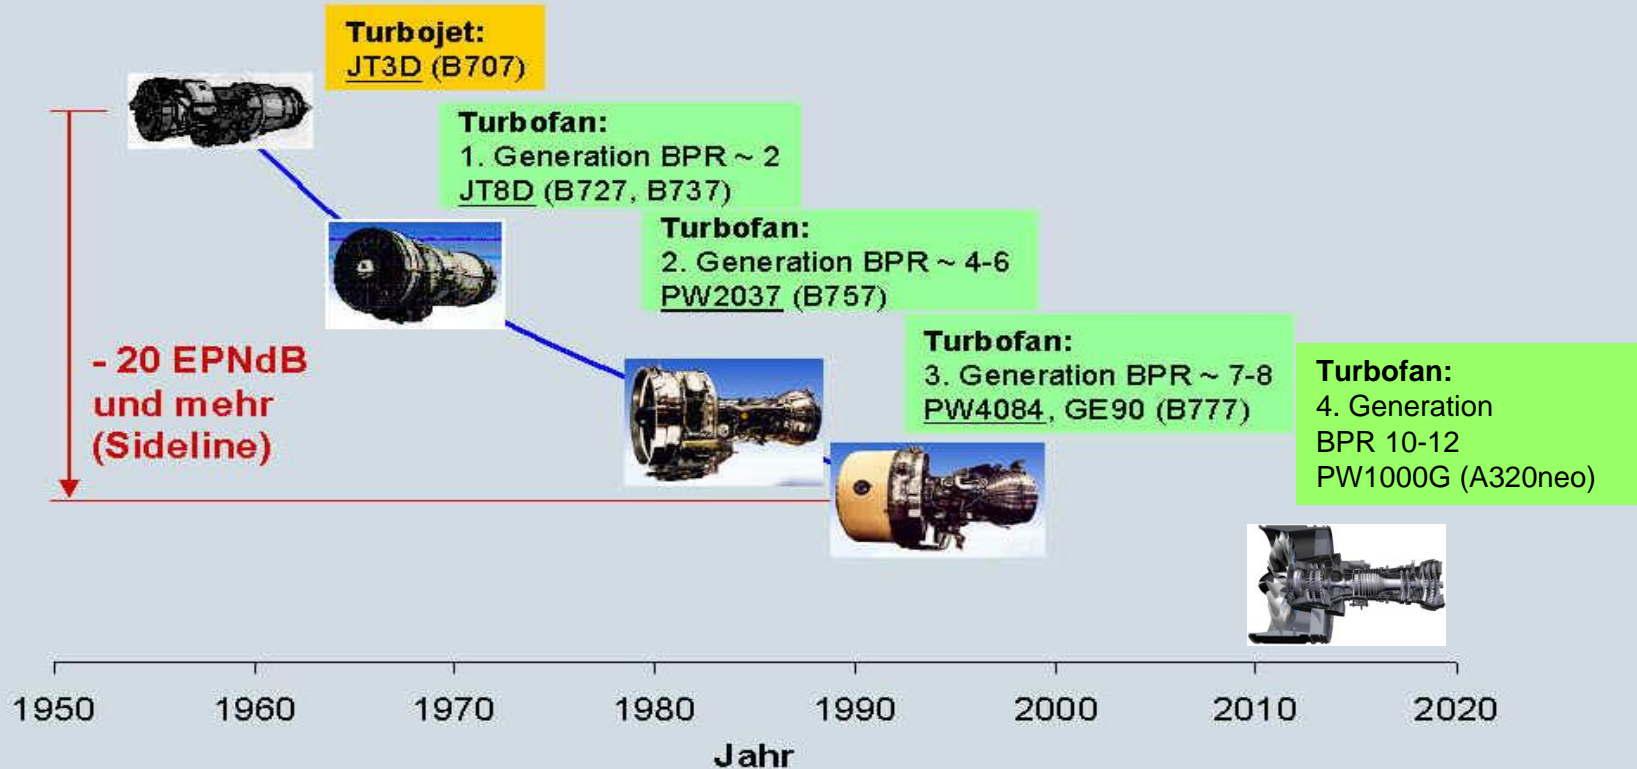 Turbojet:
JT3D (B707)
Turbofan:
1. Generation BPR ~ 2
JT8D (B727, B737)
Turbofan:
2. Generation BPR ~ 4-6
PW2037 (B757)
Turbofan:
3. Generation BPR ~ 7-8
PW4084, GE90 (B777)
Turbofan:
4. Generation
BPR 10-12
PW1000G (A320neo)
- 20 EPNdB
und mehr
(Sideline)
1950 1960 1970 1980 1990 2000 2010 2020
Jahr